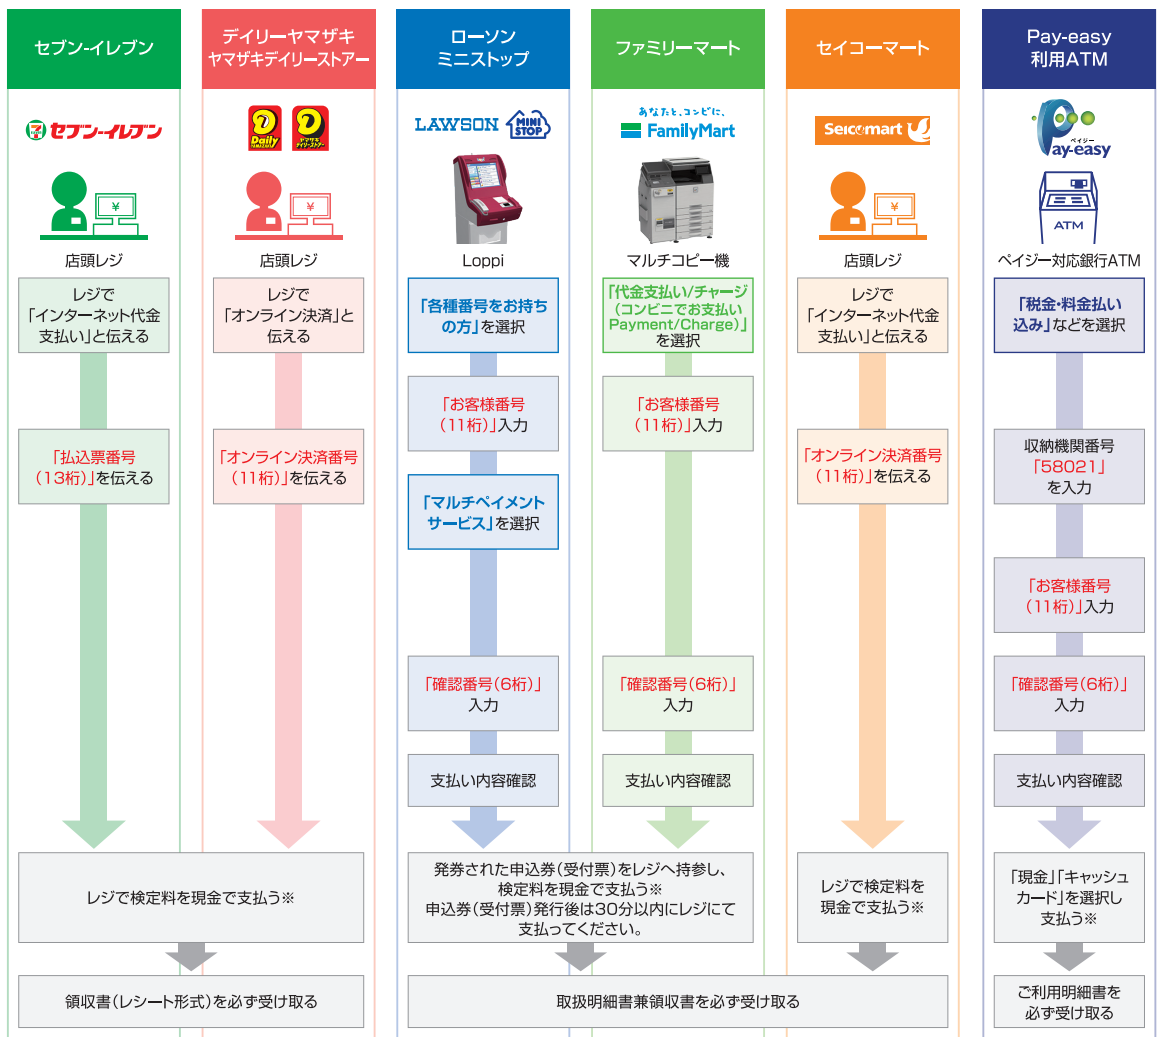 セブン-イレブン
デイリーヤマザキ
ヤマザキデイリーストアー
ローソン
ミニストップ
ファミリーマート
セイコーマート
Pay-easy
利用ATM
セブン-イレブン
Daily
YAMAZAKI
ヤマザキ
デイリーストアー
LAWSON
MINI
STOP
あなたと、コンビに、
FamilyMart
Seicomart
ペイジー
Pay-easy
¥
¥
¥
ATM
店頭レジ
店頭レジ
Loppi
マルチコピー機
店頭レジ
ペイジー対応銀行ATM
レジで
「インターネット代金
支払い」と伝える
レジで
「オンライン決済」と
伝える
「各種番号をお持ち
の方」を選択
「代金支払い/チャージ
(コンビニでお支払い
Payment/Charge)」
を選択
レジで
「インターネット代金
支払い」と伝える
「税金・料金払い
込み」などを選択
「お客様番号
(11桁)」入力
「お客様番号
(11桁)」入力
「払込票番号
(13桁)」を伝える
「オンライン決済番号
(11桁)」を伝える
「マルチペイメント
サービス」を選択
「オンライン決済番号
(11桁)」を伝える
収納機関番号
「58021」
を入力
「お客様番号
(11桁)」入力
「確認番号(6桁)」
入力
「確認番号(6桁)」
入力
「確認番号(6桁)」
入力
支払い内容確認
支払い内容確認
支払い内容確認
レジで検定料を現金で支払う※
発券された申込券(受付票)をレジへ持参し、
検定料を現金で支払う※
申込券(受付票)発行後は30分以内にレジにて
支払ってください。
レジで検定料を
現金で支払う※
「現金」「キャッシュ
カード」を選択し
支払う※
領収書(レシート形式)を必ず受け取る
取扱明細書兼領収書を必ず受け取る
ご利用明細書を
必ず受け取る